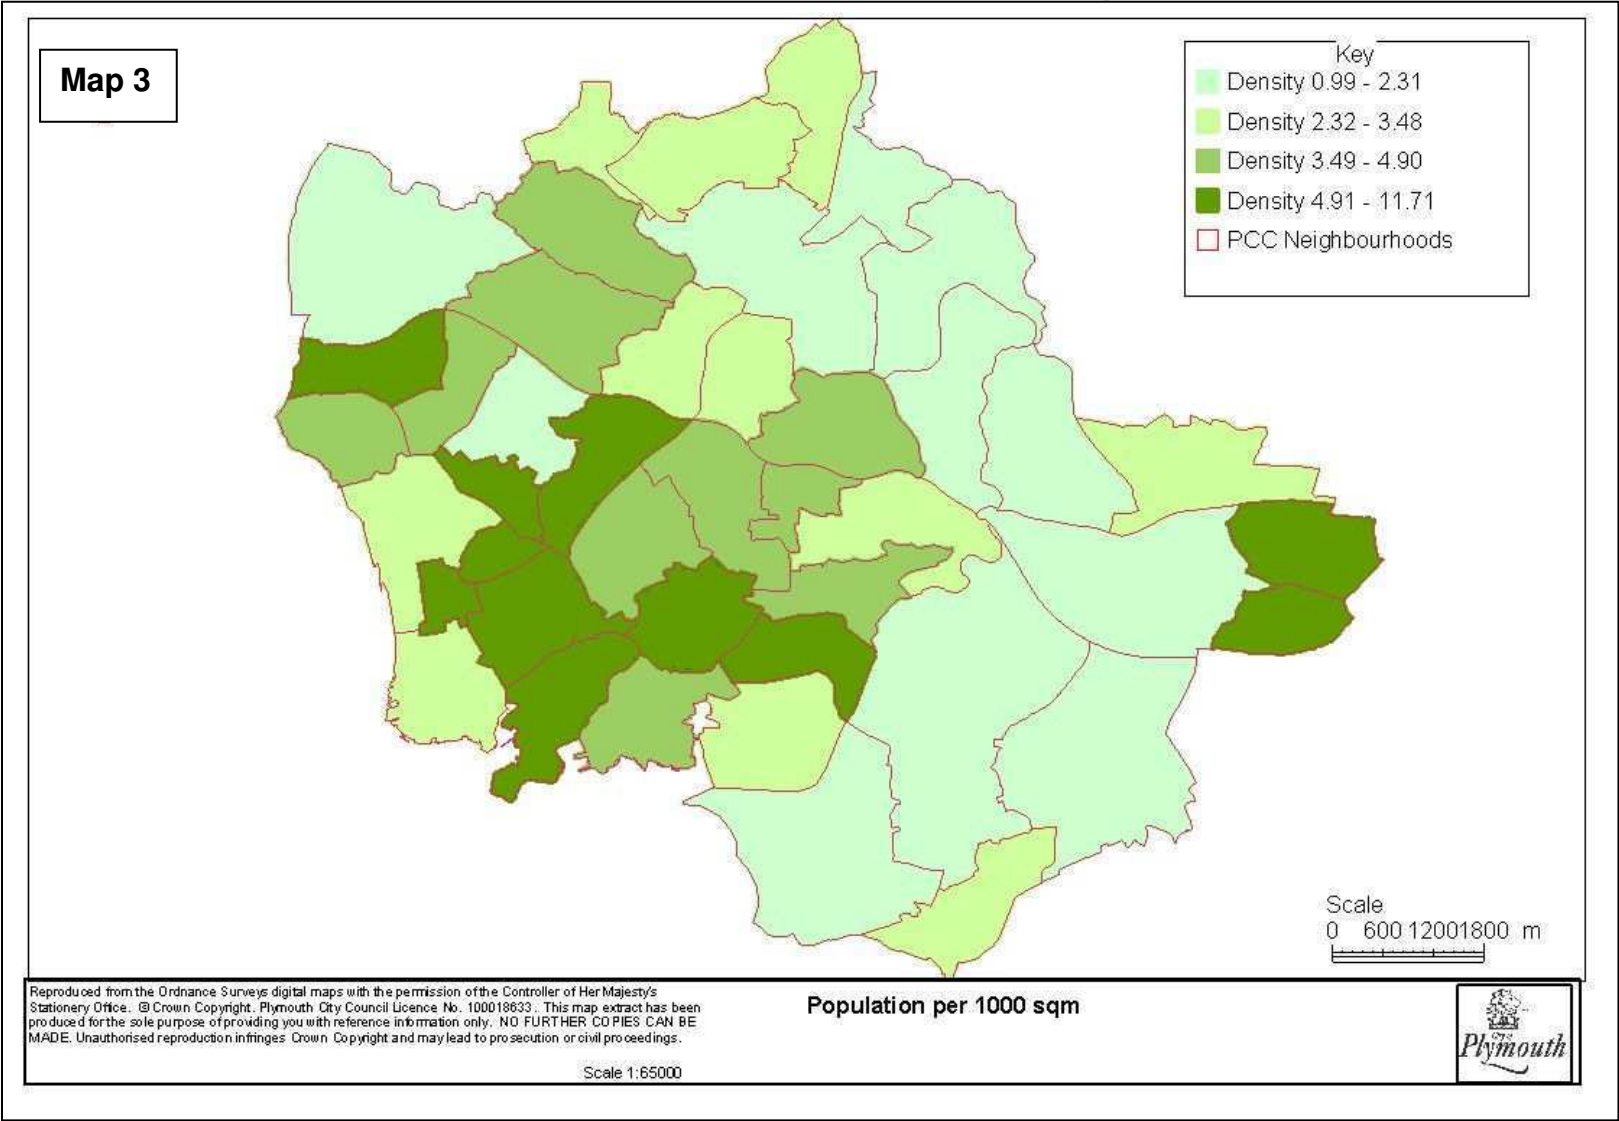 Map 3
Key
Density 0.99 - 2.31
Density 2.32 - 3.48
Density 3.49 - 4.90
Density 4.91 - 11.71
PCC Neighbourhoods
Scale
0 600 1200 1800 m
Reproduced from the Ordnance Surveys digital maps with the permission of the Controller of Her Majesty's
Stationery Office. © Crown Copyright. Plymouth City Council Licence No. 100018633. This map extract has been
produced for the sole purpose of providing you with reference information only. NO FURTHER COPIES CAN BE
MADE. Unauthorised reproduction infringes Crown Copyright and may lead to prosecution or civil proceedings.
Scale 1:65000
Population per 1000 sqm
Plymouth